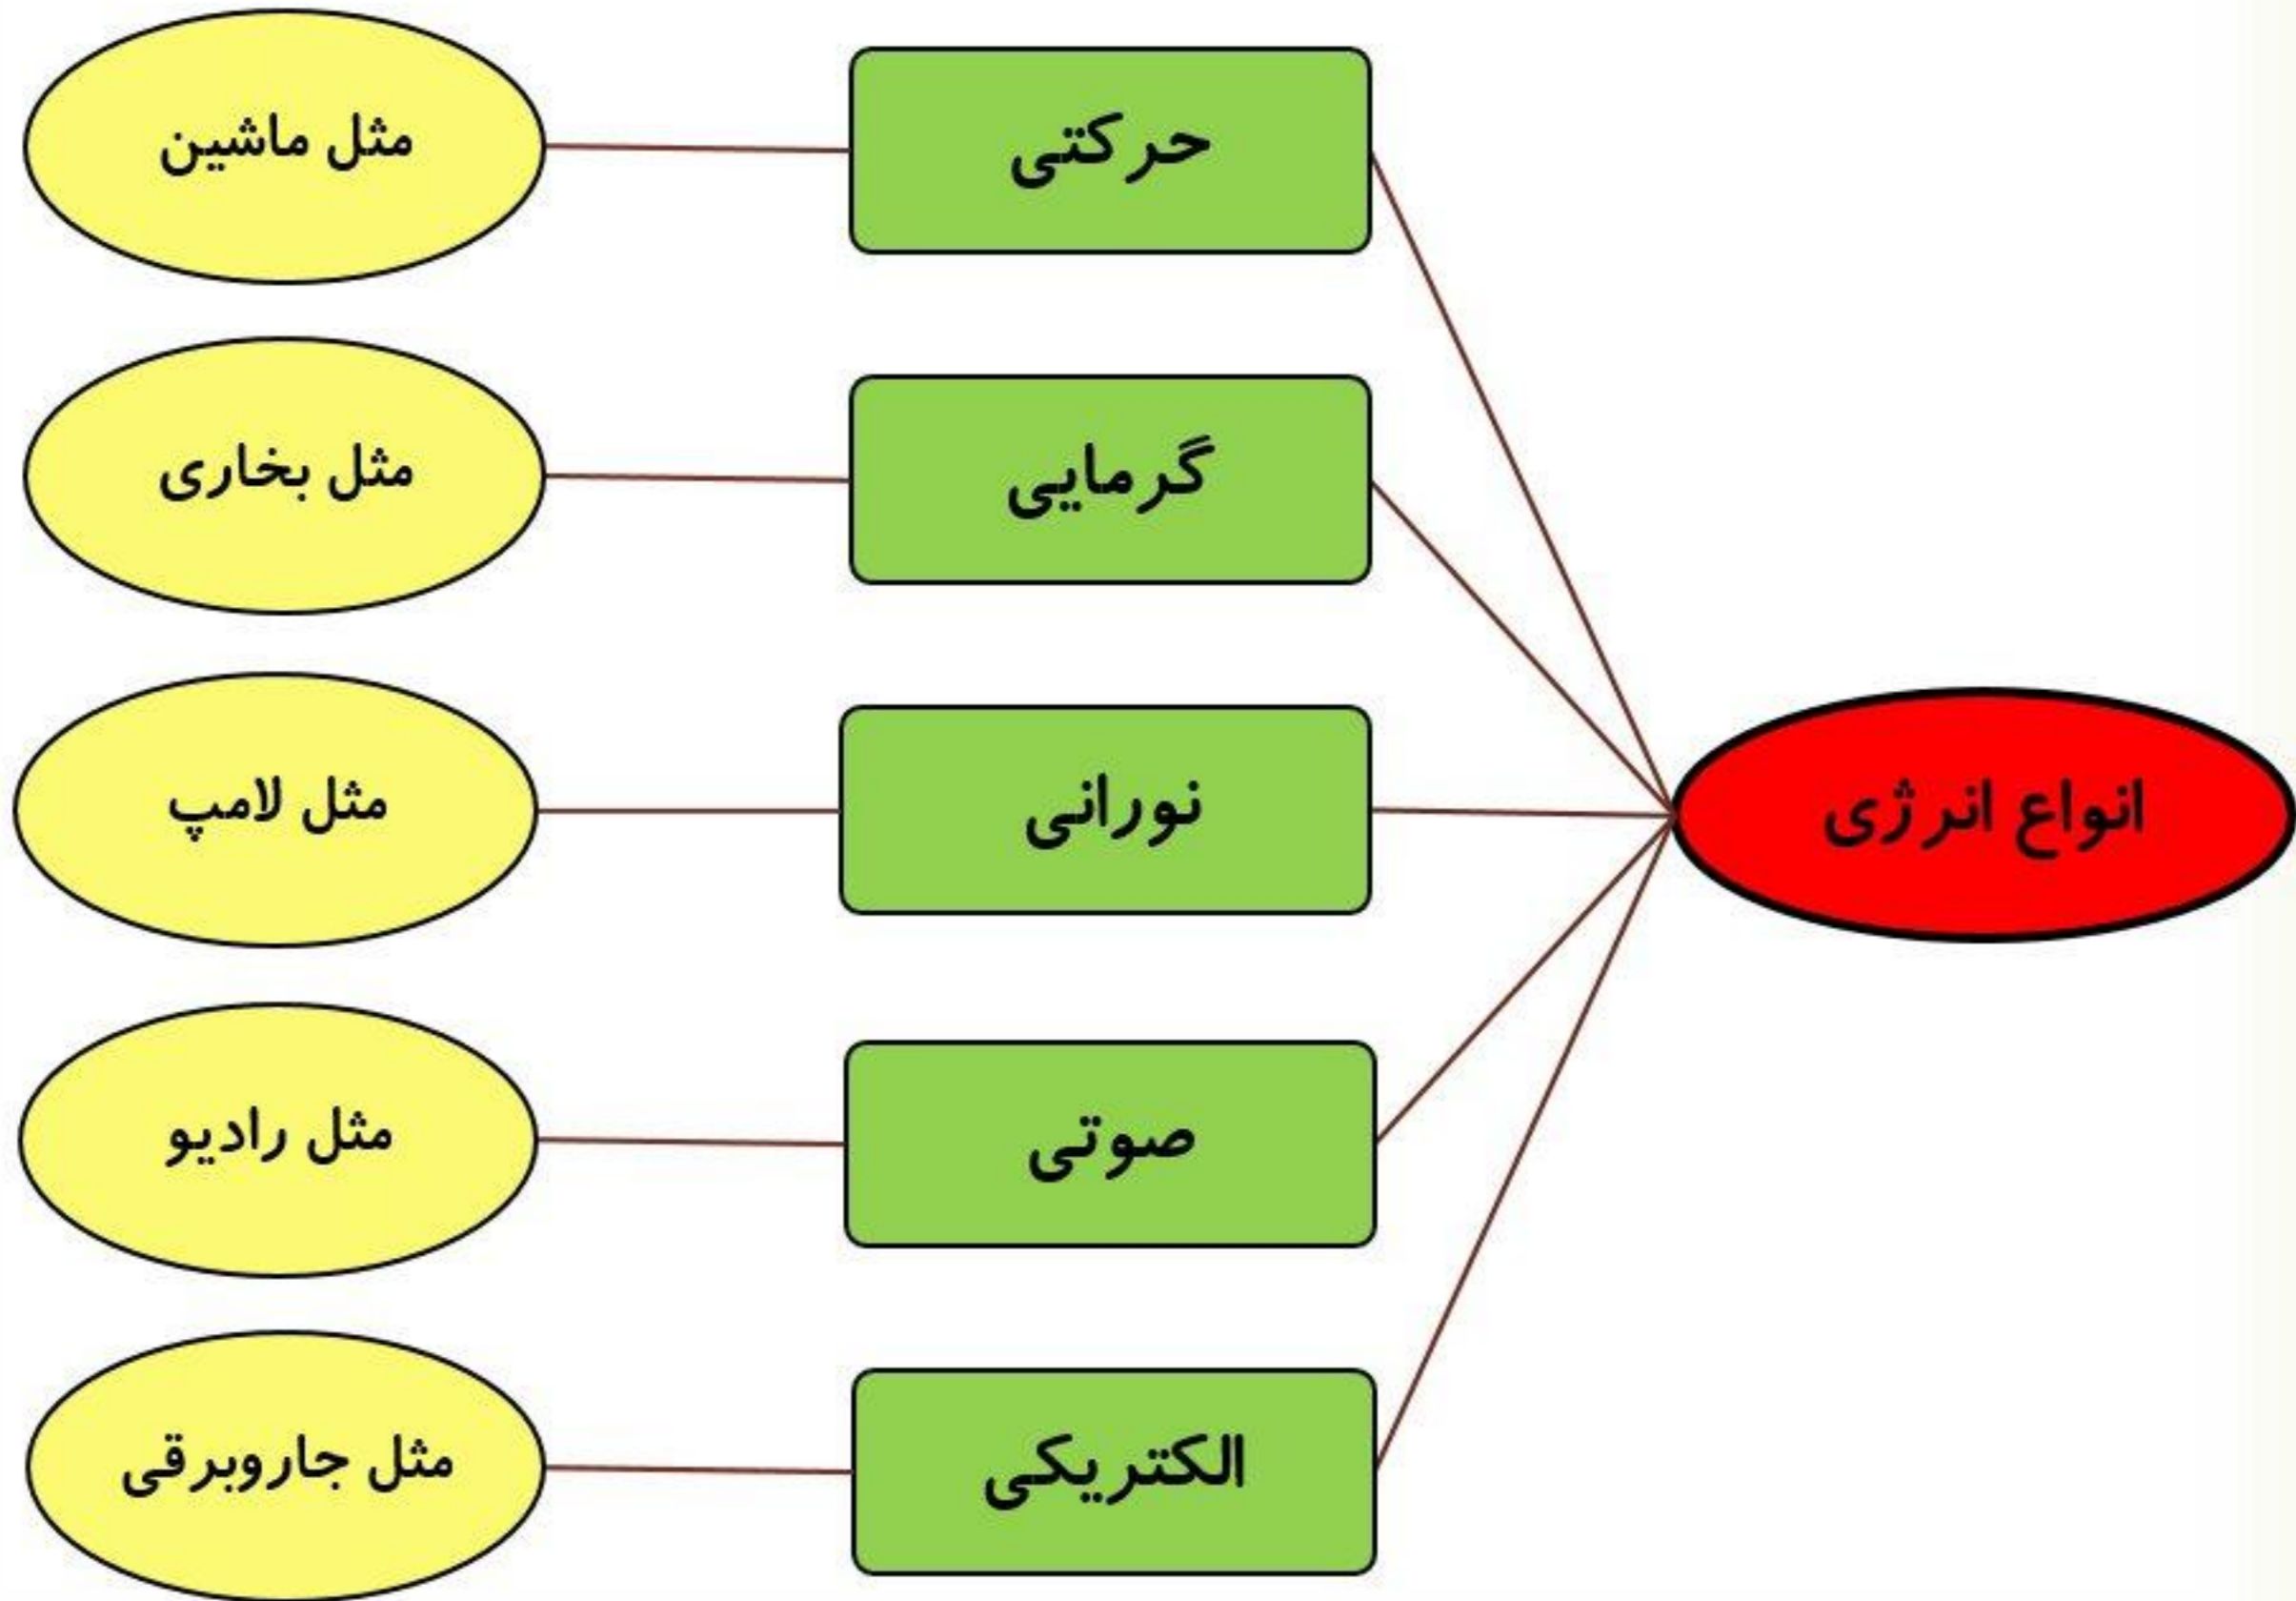 انواع انرژی
حرکتی
مثل ماشین
گرمایی
مثل بخاری
نورانی
مثل لامپ
صوتی
مثل رادیو
الکتریکی
مثل جاروبرقی